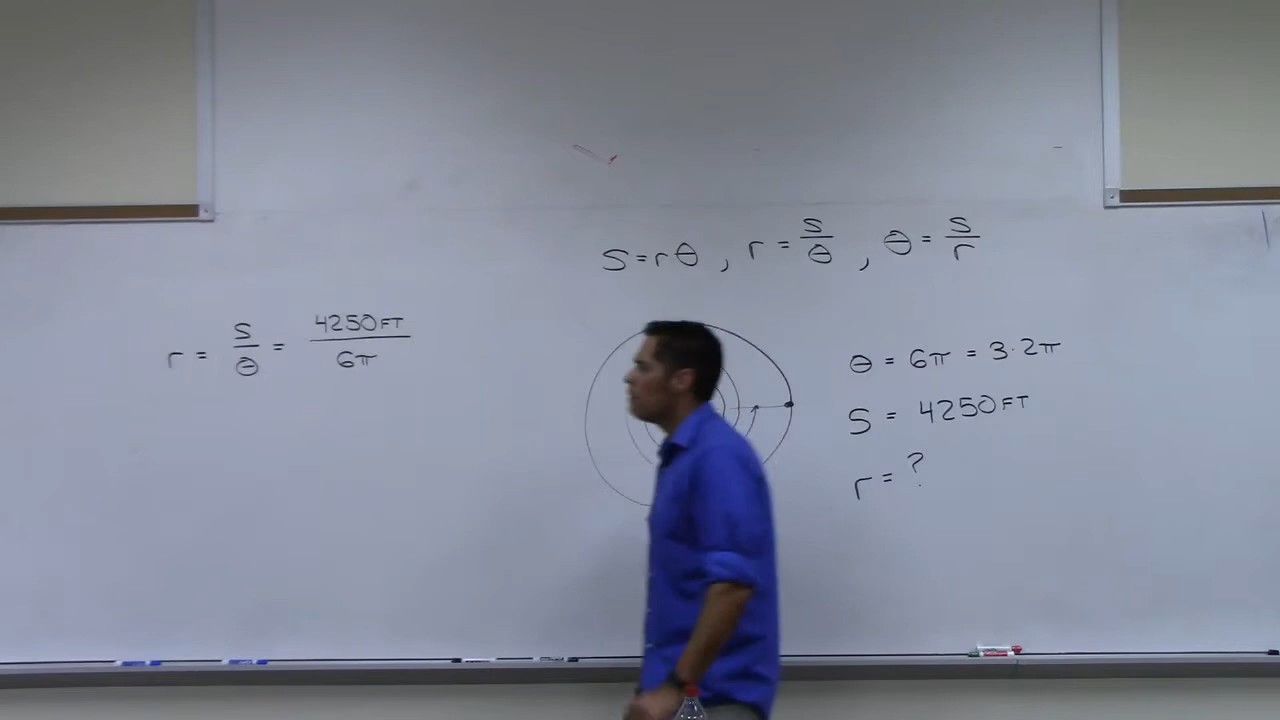 S = rθ , r = S/θ , θ = S/r
r = S/θ = 4250FT/6π
θ = 6π = 3·2π
S = 4250FT
r = ?